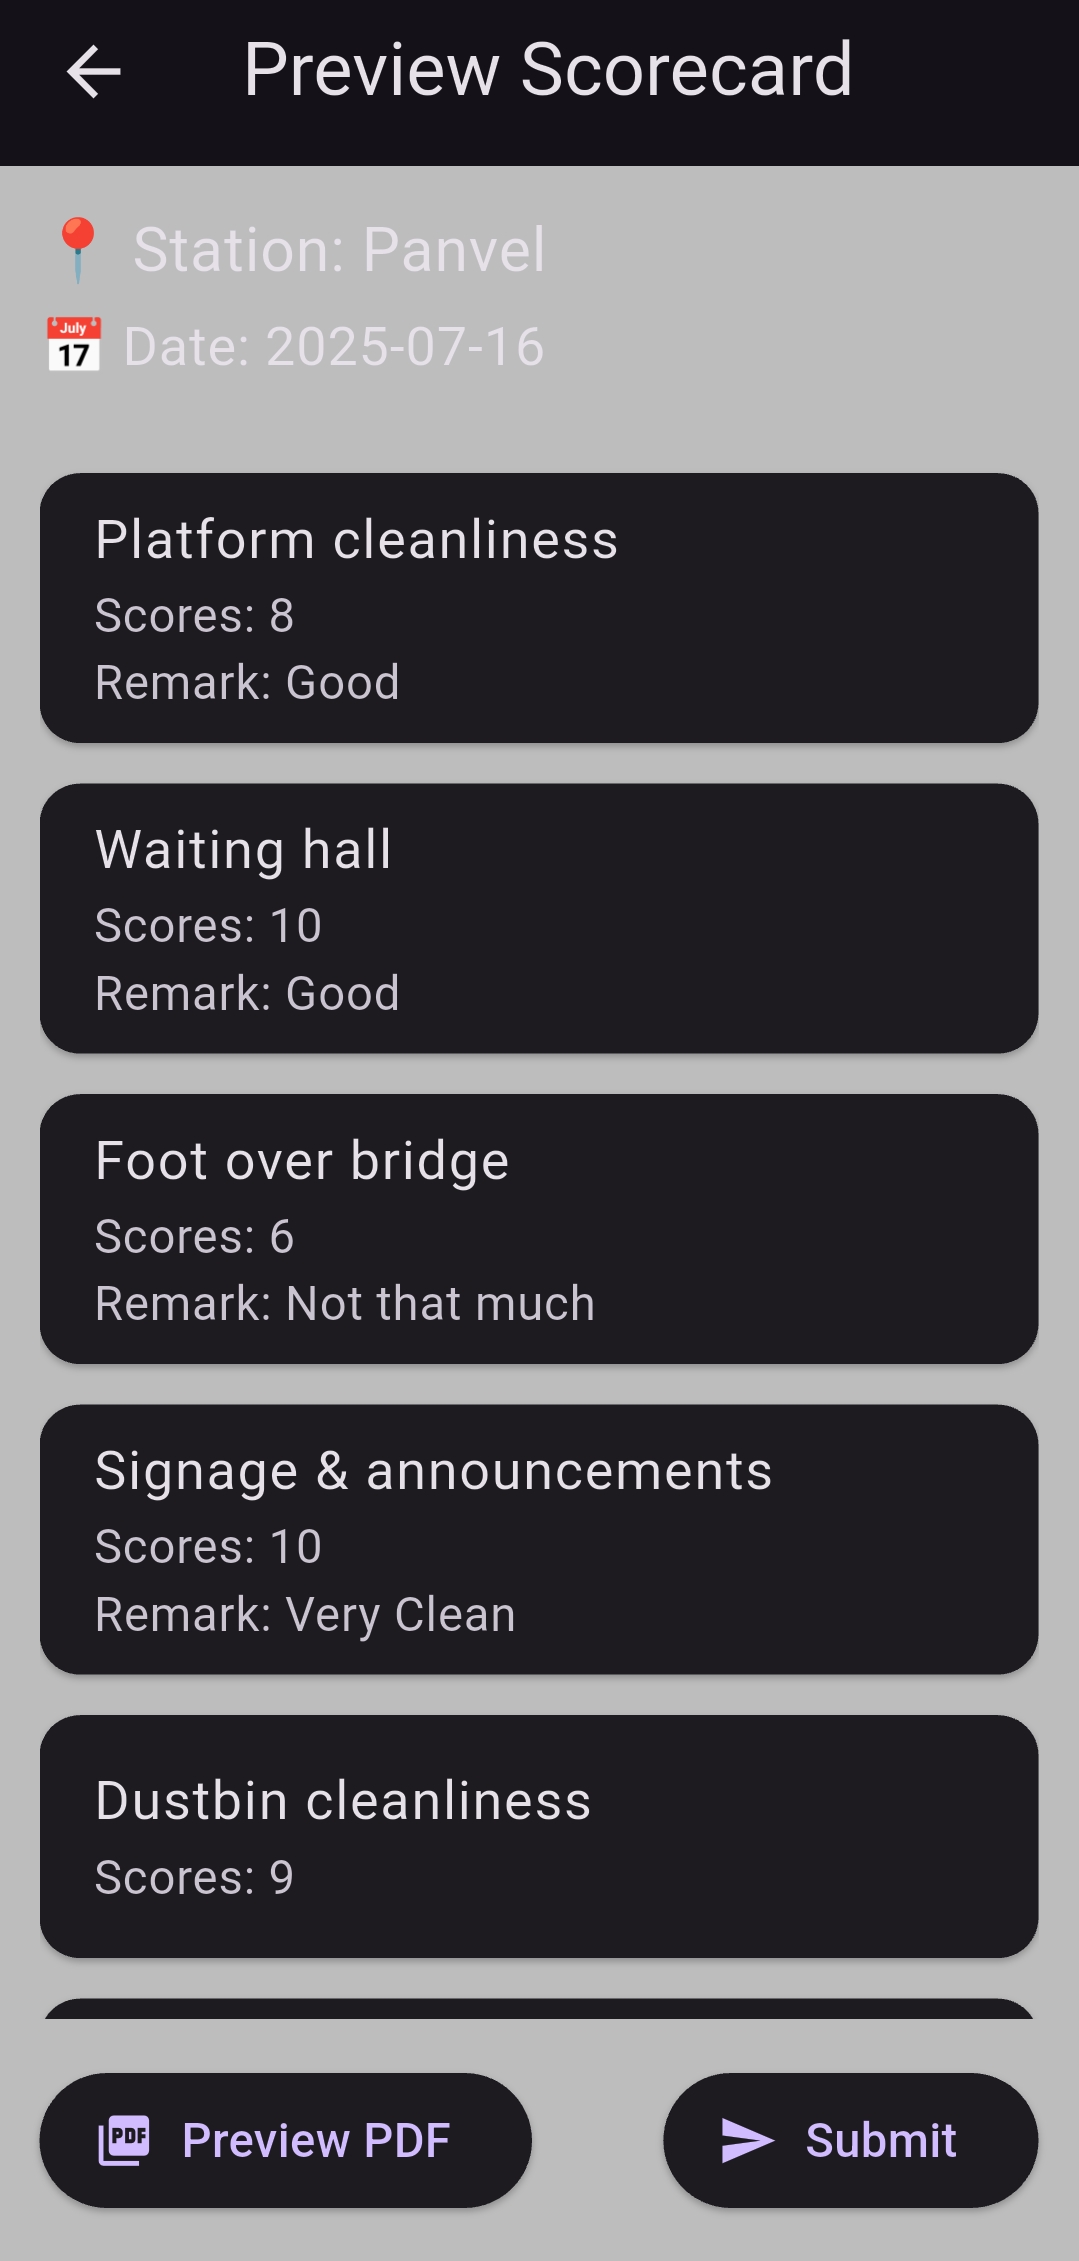 Preview Scorecard
📍 Station: Panvel
📅 Date: 2025-07-16
Platform cleanliness
Scores: 8
Remark: Good
Waiting hall
Scores: 10
Remark: Good
Foot over bridge
Scores: 6
Remark: Not that much
Signage & announcements
Scores: 10
Remark: Very Clean
Dustbin cleanliness
Scores: 9
PDF Preview PDF
Submit